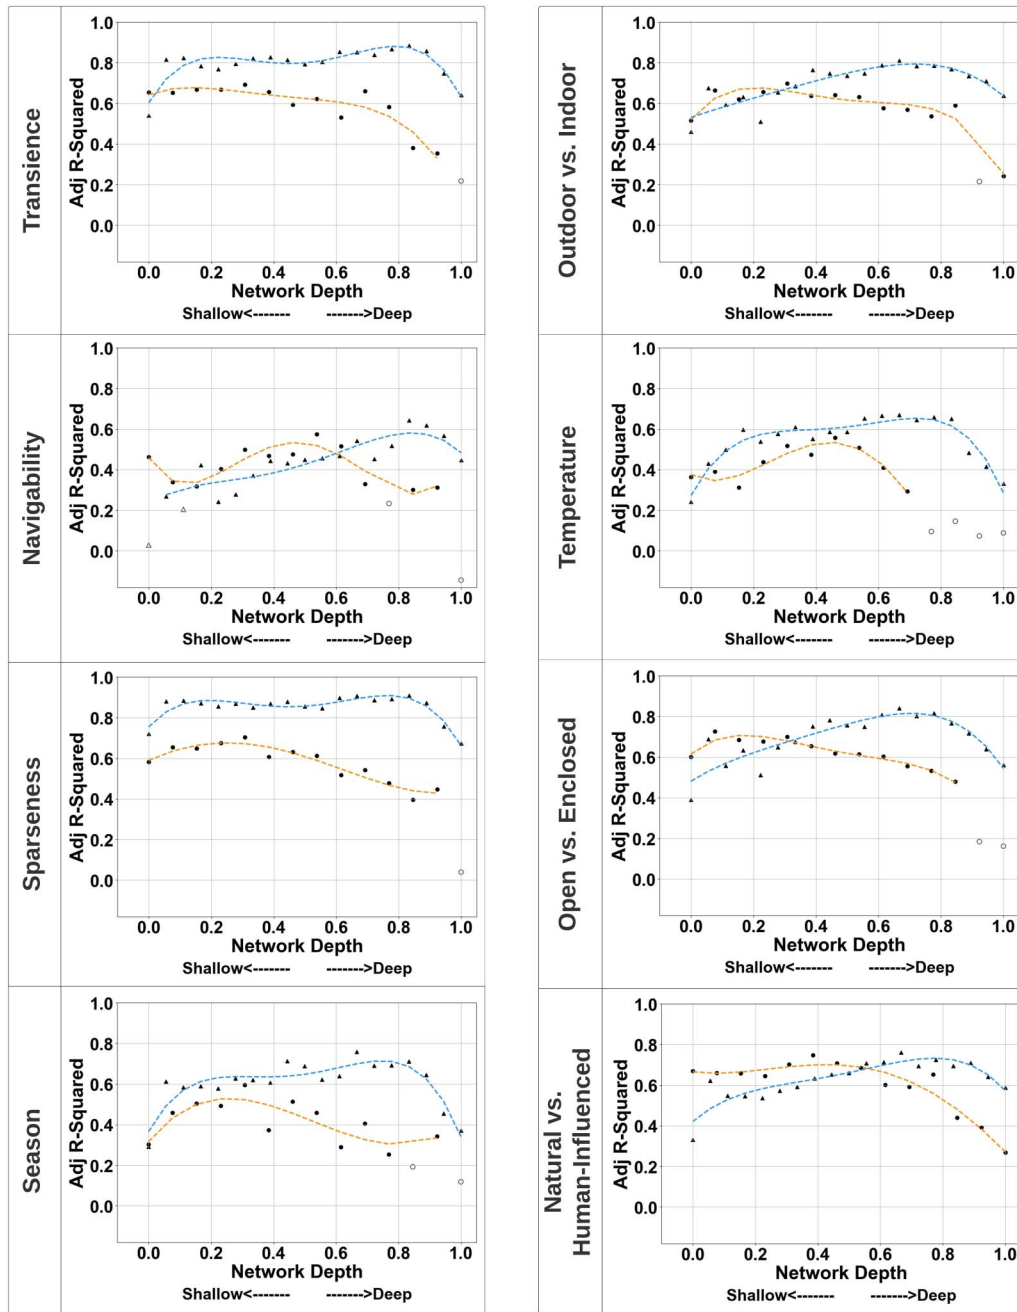 Transience
Adj R-Squared
1.0
0.8
0.6
0.4
0.2
0.0
0.0 0.2 0.4 0.6 0.8 1.0
Network Depth
Shallow<------- ------->Deep
Outdoor vs. Indoor
Adj R-Squared
1.0
0.8
0.6
0.4
0.2
0.0
0.0 0.2 0.4 0.6 0.8 1.0
Network Depth
Shallow<------- ------->Deep
Navigability
Adj R-Squared
1.0
0.8
0.6
0.4
0.2
0.0
0.0 0.2 0.4 0.6 0.8 1.0
Network Depth
Shallow<------- ------->Deep
Temperature
Adj R-Squared
1.0
0.8
0.6
0.4
0.2
0.0
0.0 0.2 0.4 0.6 0.8 1.0
Network Depth
Shallow<------- ------->Deep
Sparseness
Adj R-Squared
1.0
0.8
0.6
0.4
0.2
0.0
0.0 0.2 0.4 0.6 0.8 1.0
Network Depth
Shallow<------- ------->Deep
Open vs. Enclosed
Adj R-Squared
1.0
0.8
0.6
0.4
0.2
0.0
0.0 0.2 0.4 0.6 0.8 1.0
Network Depth
Shallow<------- ------->Deep
Season
Adj R-Squared
1.0
0.8
0.6
0.4
0.2
0.0
0.0 0.2 0.4 0.6 0.8 1.0
Network Depth
Shallow<------- ------->Deep
Natural vs.
Human-Influenced
Adj R-Squared
1.0
0.8
0.6
0.4
0.2
0.0
0.0 0.2 0.4 0.6 0.8 1.0
Network Depth
Shallow<------- ------->Deep